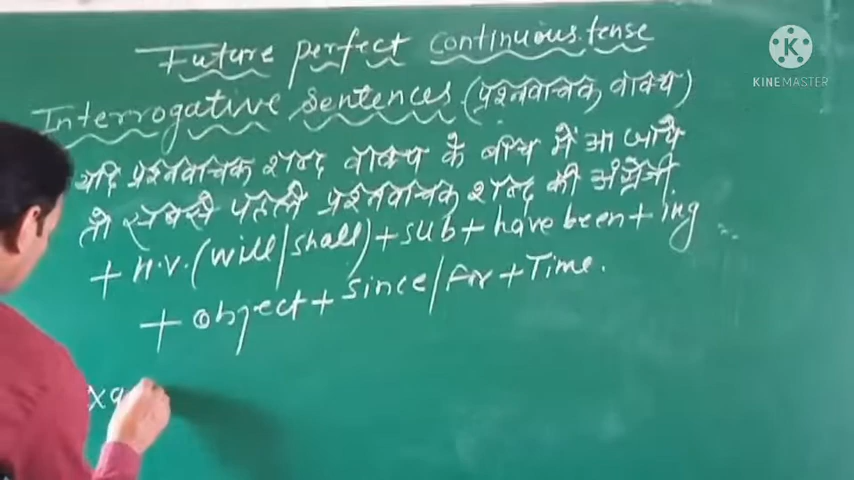 Future perfect continuous tense
Interrogative Sentences (प्रश्नवाचक वाक्य)
यदि प्रश्नवाचक शब्द वाक्य के बीच में आ जाये
तो सबसे पहले प्रश्नवाचक शब्द की अंग्रेजी
+ H.V. (will/shall) + sub + have been + ing
+ object + since/for + Time.
xa
K
KINEMASTER